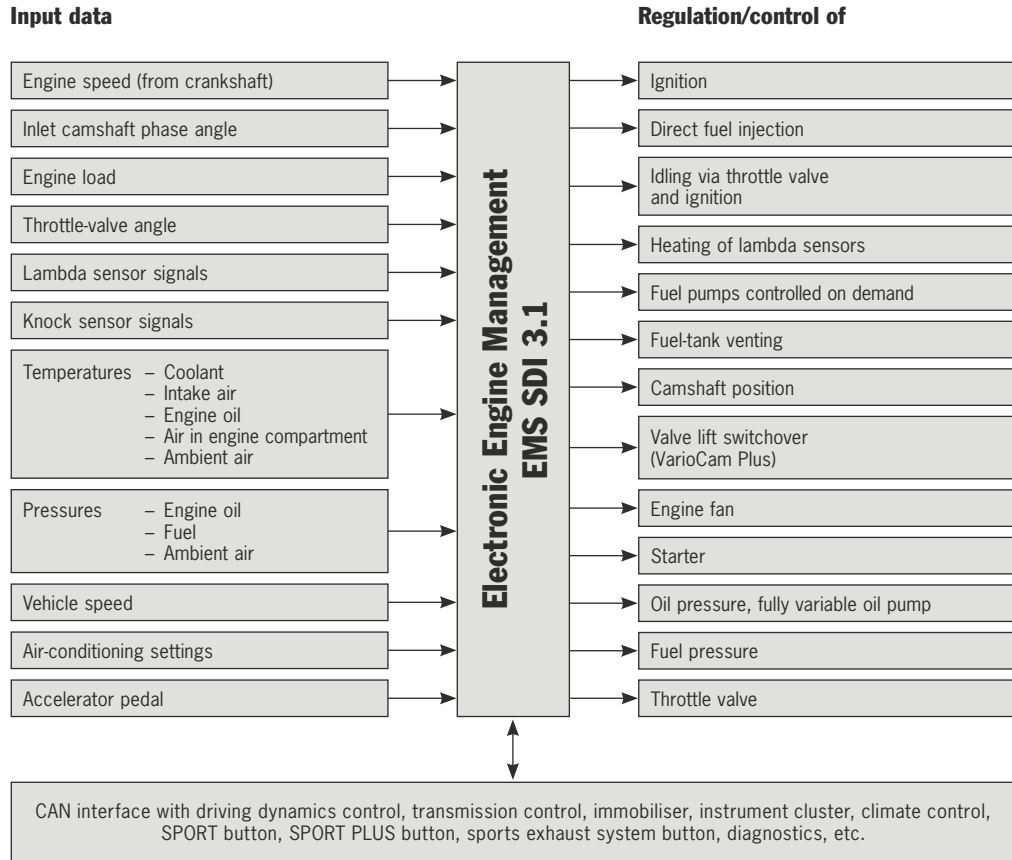 Input data
Regulation/control of
Engine speed (from crankshaft)
Inlet camshaft phase angle
Engine load
Throttle-valve angle
Lambda sensor signals
Knock sensor signals
Temperatures – Coolant
– Intake air
– Engine oil
– Air in engine compartment
– Ambient air
Pressures – Engine oil
– Fuel
– Ambient air
Vehicle speed
Air-conditioning settings
Accelerator pedal
Electronic Engine Management
EMS SDI 3.1
Ignition
Direct fuel injection
Idling via throttle valve
and ignition
Heating of lambda sensors
Fuel pumps controlled on demand
Fuel-tank venting
Camshaft position
Valve lift switchover
(VarioCam Plus)
Engine fan
Starter
Oil pressure, fully variable oil pump
Fuel pressure
Throttle valve
CAN interface with driving dynamics control, transmission control, immobiliser, instrument cluster, climate control,
SPORT button, SPORT PLUS button, sports exhaust system button, diagnostics, etc.